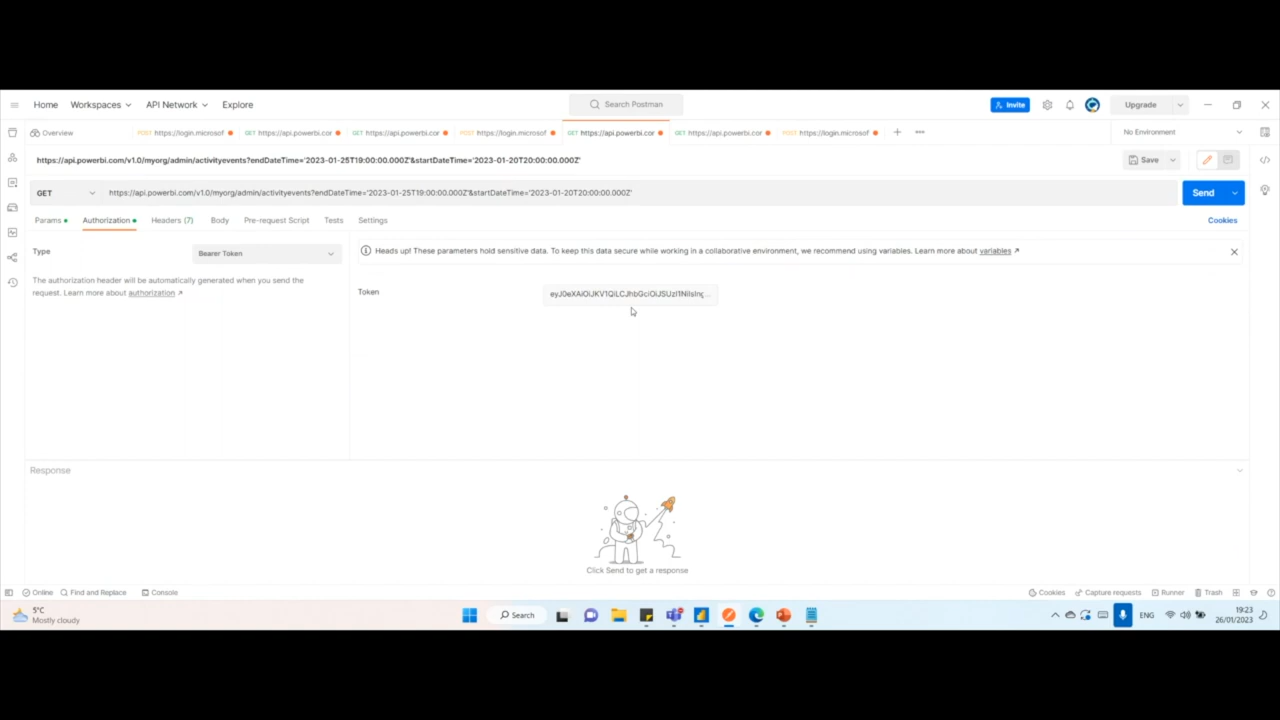 Home Workspaces API Network Explore Search Postman Invite Upgrade
Overview POST https://login.microsof GET https://api.powerbi.cor GET https://api.powerbi.cor POST https://login.microsof GET https://api.powerbi.cor GET https://api.powerbi.cor POST https://login.microsof No Environment
https://api.powerbi.com/v1.0/myorg/admin/activityevents?endDateTime='2023-01-25T19:00:00.000Z'&startDateTime='2023-01-20T20:00:00.000Z' Save
GET https://api.powerbi.com/v1.0/myorg/admin/activityevents?endDateTime='2023-01-25T19:00:00.000Z'&startDateTime='2023-01-20T20:00:00.000Z' Send
Params Authorization Headers (7) Body Pre-request Script Tests Settings Cookies
Type Bearer Token Heads up! These parameters hold sensitive data. To keep this data secure while working in a collaborative environment, we recommend using variables. Learn more about variables ↗
The authorization header will be automatically generated when you send the
request. Learn more about authorization ↗
Token
Response
Click Send to get a response
Online Find and Replace Console Cookies Capture requests Runner Trash
5°C
Mostly cloudy
Search ENG
19:23
26/01/2023